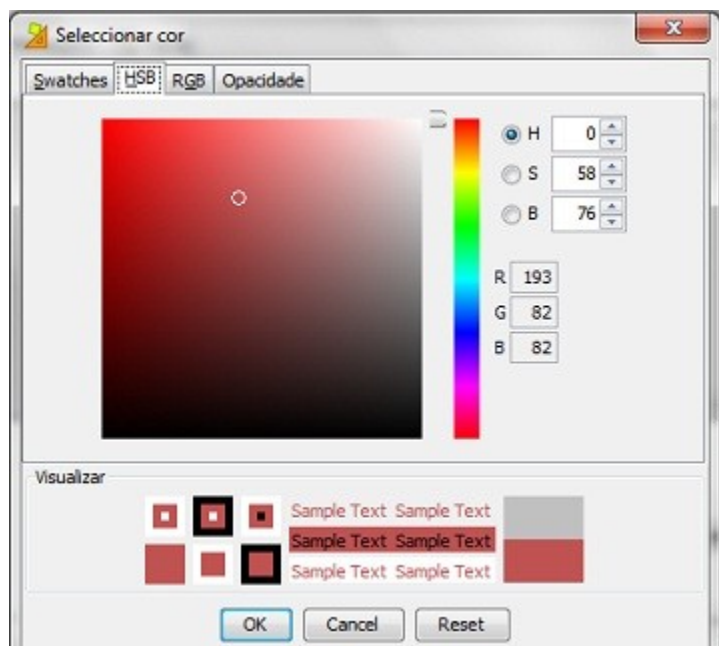 Seleccionar cor
Swatches HSB RGB Opacidade
H 0
S 58
B 76
R 193
G 82
B 82
Visualizar
Sample Text Sample Text
Sample Text Sample Text
Sample Text Sample Text
OK Cancel Reset